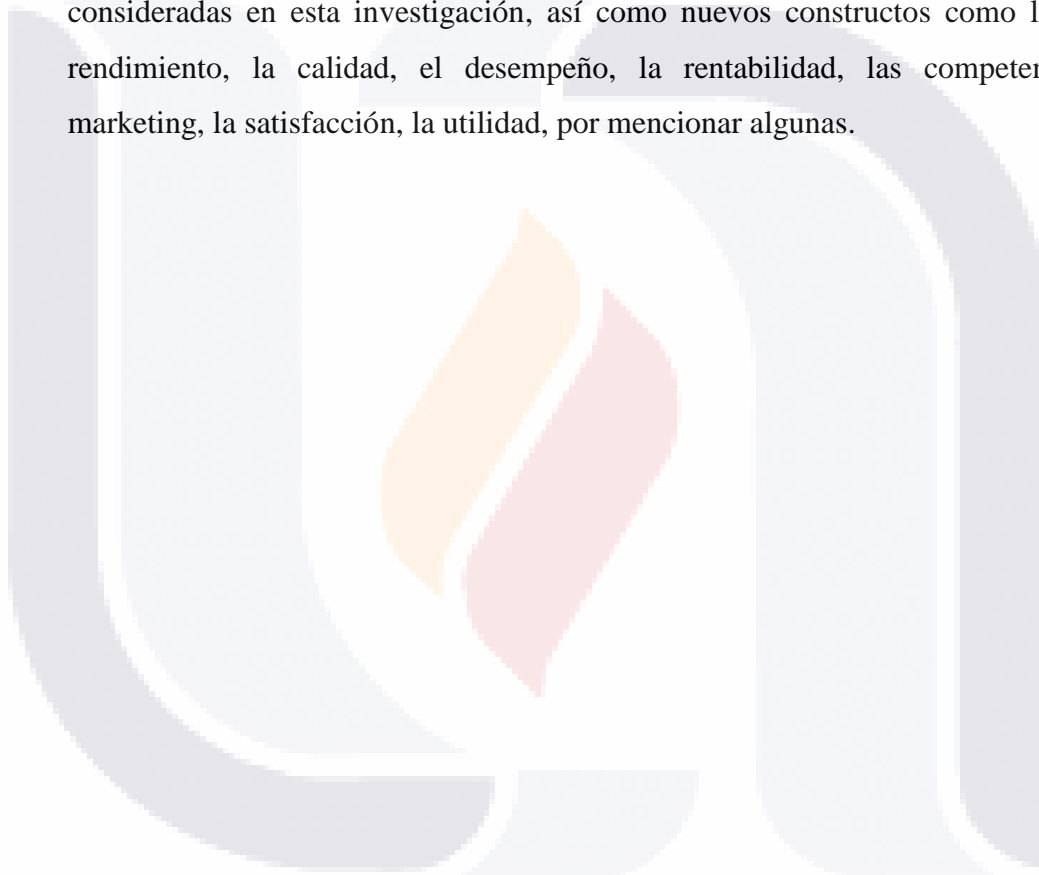 consideradas en esta investigación, así como nuevos constructos como
rendimiento, la calidad, el desempeño, la rentabilidad, las
marketing, la satisfacción, la utilidad, por mencionar algunas.